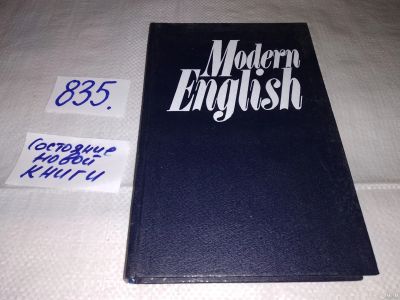 Modern
English
835.
Состояние
новой
книги